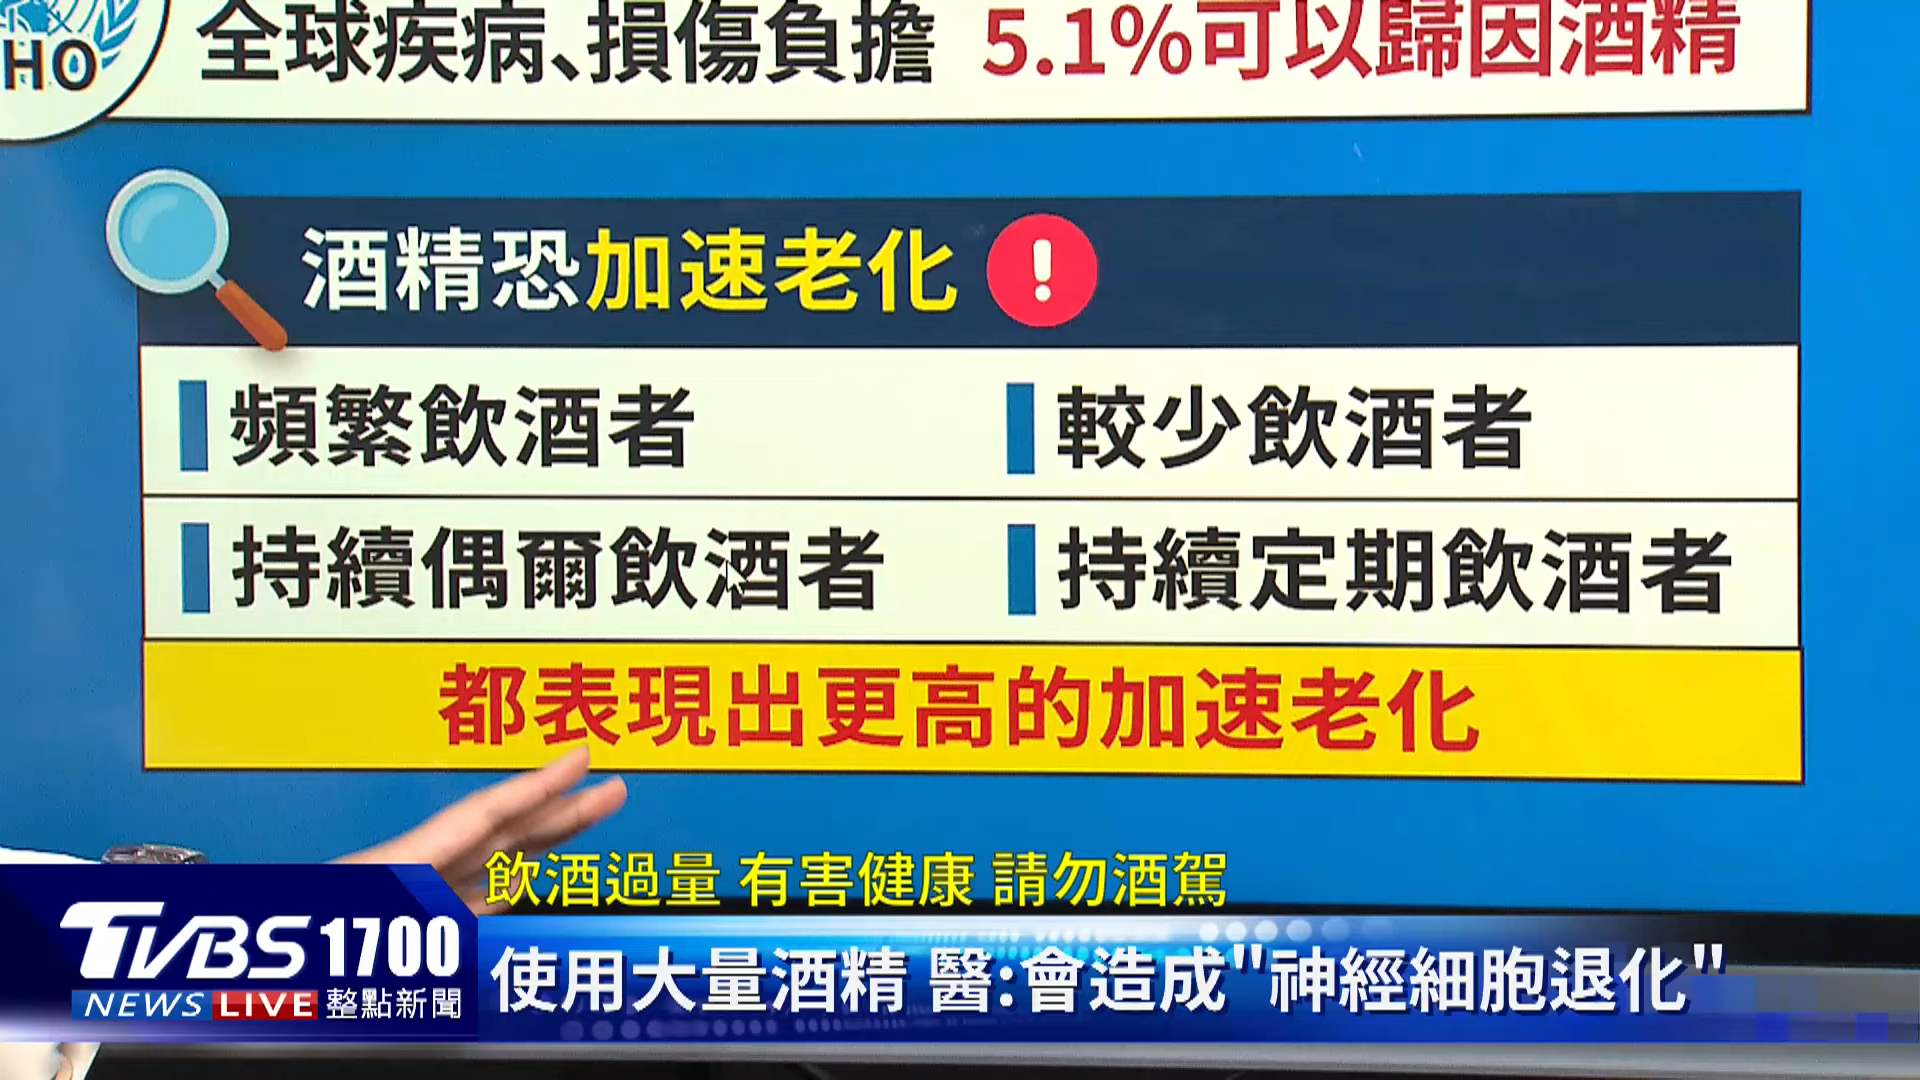 HO
全球疾病、損傷負擔 5.1%可以歸因酒精
酒精恐加速老化 !
頻繁飲酒者 較少飲酒者
持續偶爾飲酒者 持續定期飲酒者
都表現出更高的加速老化
飲酒過量 有害健康 請勿酒駕
TVBS 1700
NEWS LIVE 整點新聞
使用大量酒精 醫:會造成"神經細胞退化"